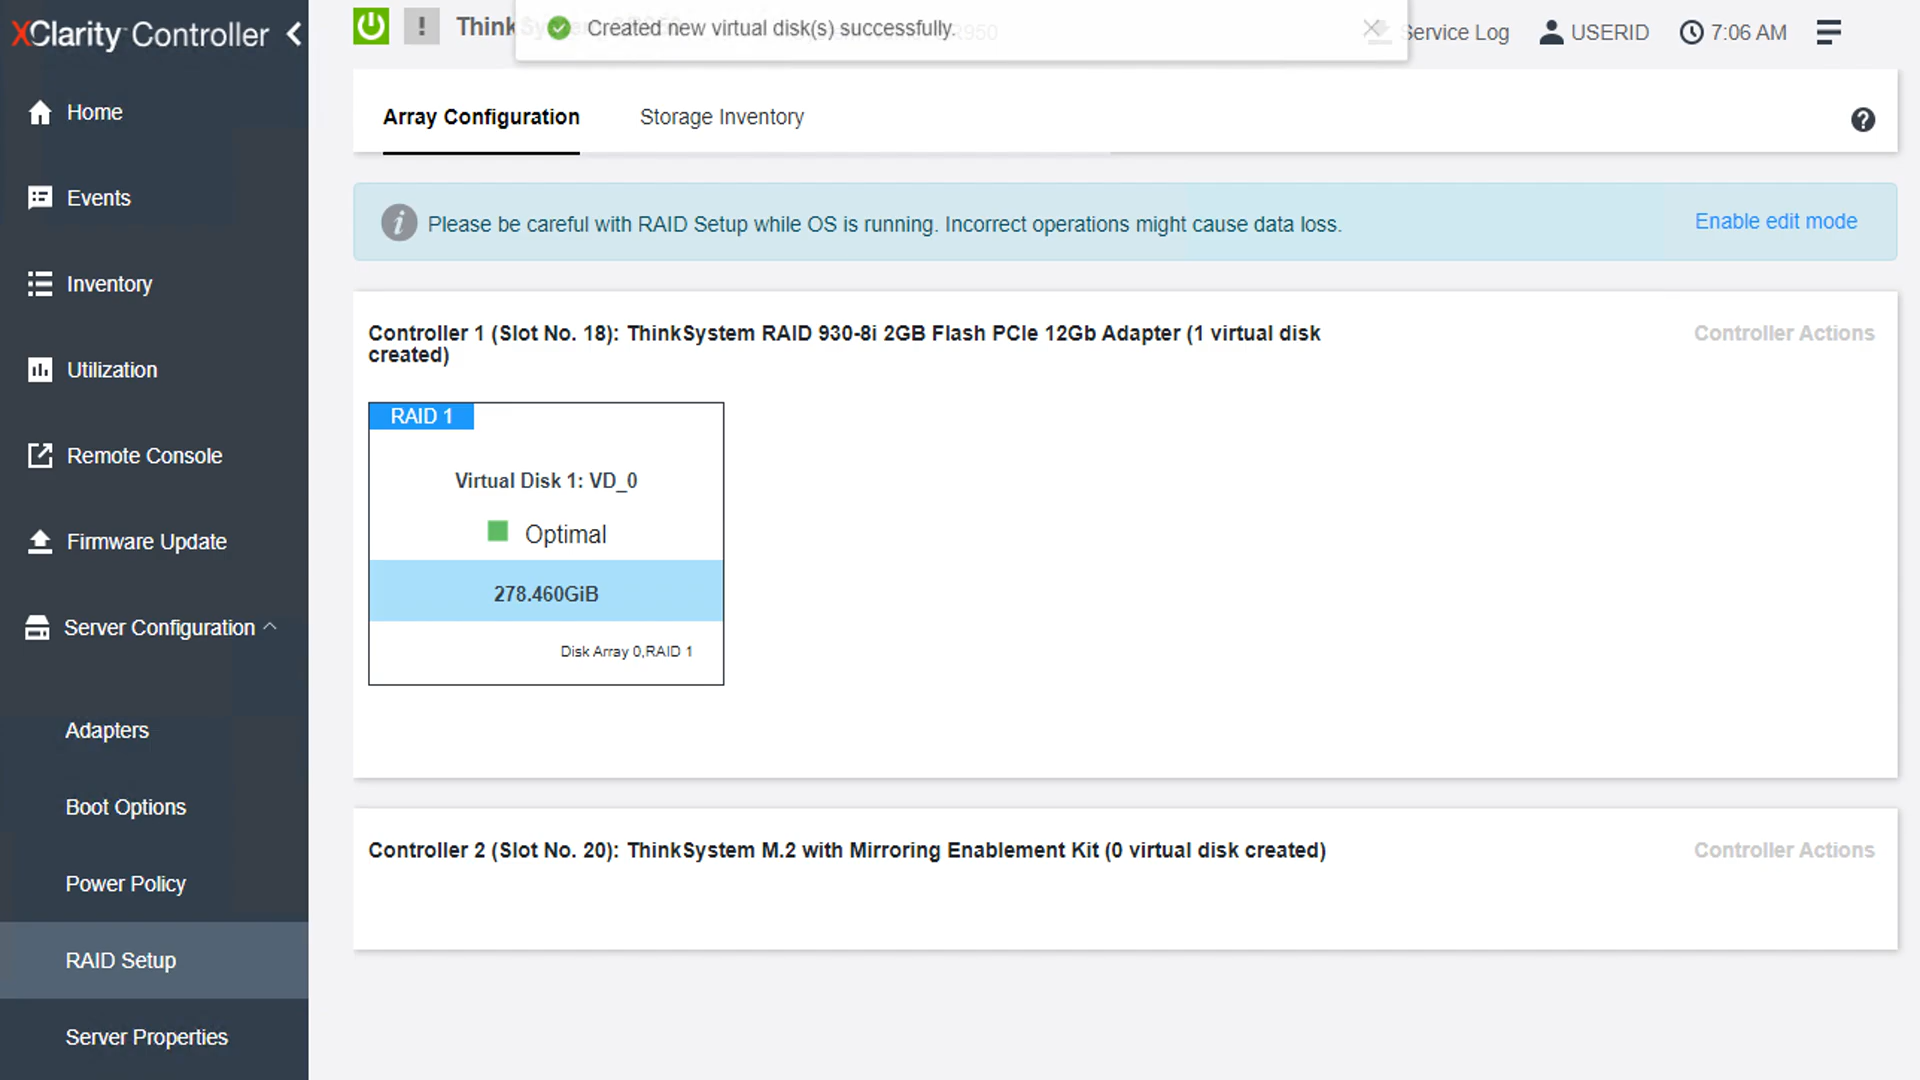 XClarity Controller
Home
Events
Inventory
Utilization
Remote Console
Firmware Update
Server Configuration
Adapters
Boot Options
Power Policy
RAID Setup
Server Properties
Created new virtual disk(s) successfully.
Service Log
USERID
7:06 AM
Array Configuration
Storage Inventory
Please be careful with RAID Setup while OS is running. Incorrect operations might cause data loss.
Enable edit mode
Controller 1 (Slot No. 18): ThinkSystem RAID 930-8i 2GB Flash PCIe 12Gb Adapter (1 virtual disk
created)
Controller Actions
RAID 1
Virtual Disk 1: VD_0
Optimal
278.460GiB
Disk Array 0,RAID 1
Controller 2 (Slot No. 20): ThinkSystem M.2 with Mirroring Enablement Kit (0 virtual disk created)
Controller Actions